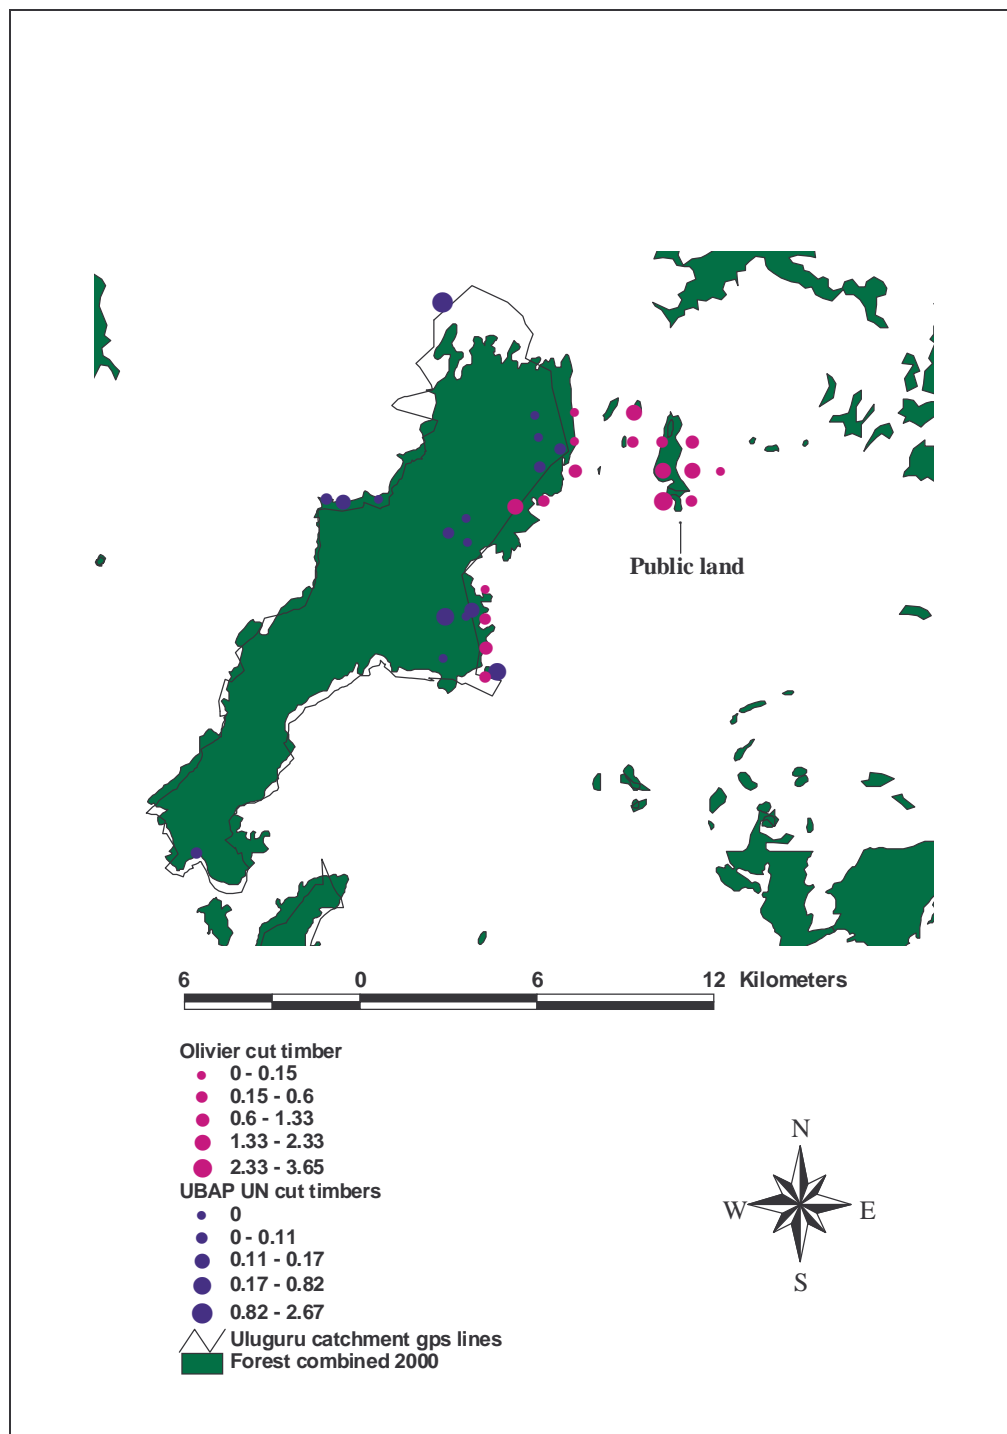 Public land
6 0 6 12 Kilometers
Olivier cut timber
0 - 0.15
0.15 - 0.6
0.6 - 1.33
1.33 - 2.33
2.33 - 3.65
UBAP UN cut timbers
0
0 - 0.11
0.11 - 0.17
0.17 - 0.82
0.82 - 2.67
Uluguru catchment gps lines
Forest combined 2000
N
W E
S